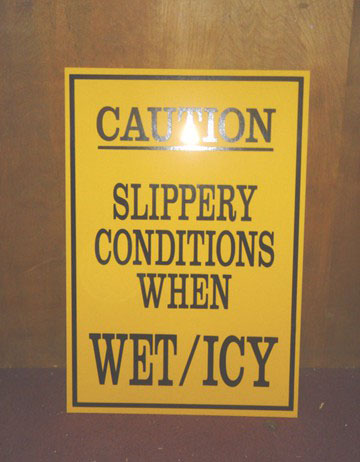 CAUTION
SLIPPERY
CONDITIONS
WHEN
WET/ICY